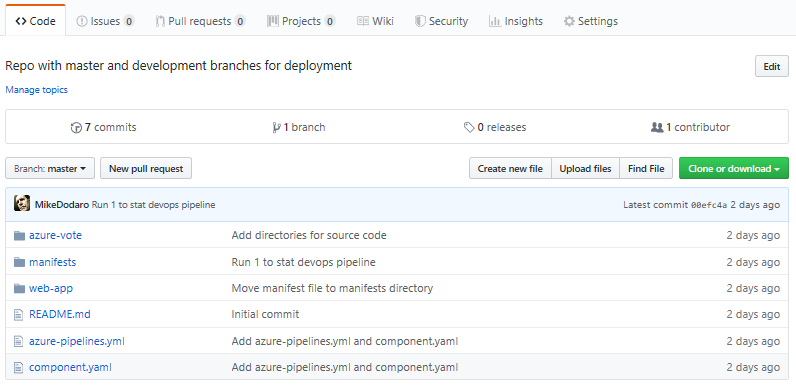 Code Issues 0 Pull requests 0 Projects 0 Wiki Security Insights Settings
Repo with master and development branches for deployment Edit
Manage topics
7 commits 1 branch 0 releases 1 contributor
Branch: master New pull request Create new file Upload files Find File Clone or download
MikeDodaro Run 1 to stat devops pipeline Latest commit 00efc4a 2 days ago
azure-vote Add directories for source code 2 days ago
manifests Run 1 to stat devops pipeline 2 days ago
web-app Move manifest file to manifests directory 2 days ago
README.md Initial commit 2 days ago
azure-pipelines.yml Add azure-pipelines.yml and component.yaml 2 days ago
component.yaml Add azure-pipelines.yml and component.yaml 2 days ago